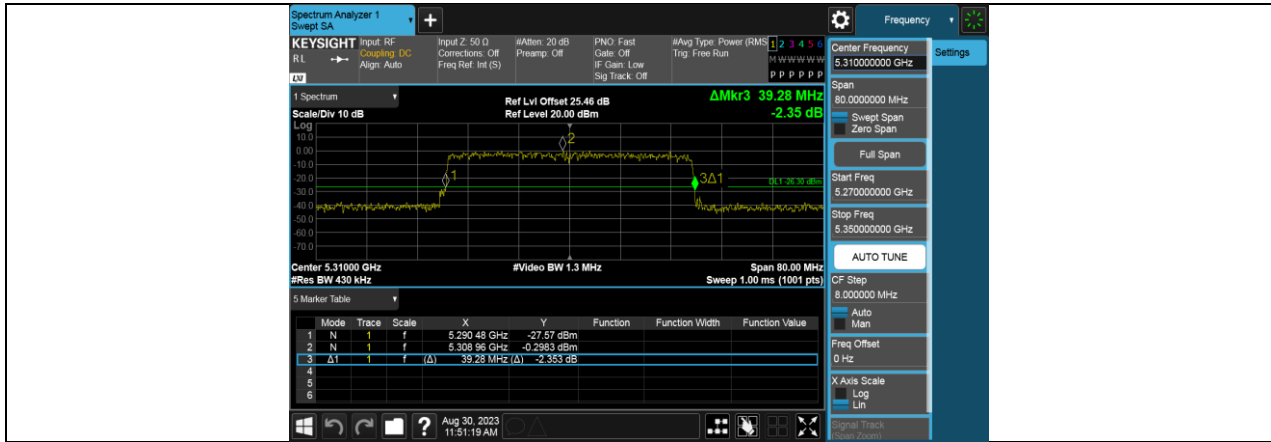 Spectrum Analyzer 1
Swept SA
Frequency
KEYSIGHT
R L
LXI
Input: RF
Coupling: DC
Align: Auto
Input Z: 50 Ω
Corrections: Off
Freq Ref: Int (S)
#Atten: 20 dB
Preamp: Off
PNO: Fast
Gate: Off
IF Gain: Low
Sig Track: Off
#Avg Type: Power (RMS
Trig: Free Run
1 2 3 4 5 6
M W W W W W
P P P P P P
1 Spectrum
Scale/Div 10 dB
Ref Lvl Offset 25.46 dB
Ref Level 20.00 dBm
ΔMkr3 39.28 MHz
-2.35 dB
Log
10.0
0.00
-10.0
-20.0
-30.0
-40.0
-50.0
-60.0
-70.0
2
1
3Δ1
DL1 -26.30 dBm
Center 5.31000 GHz
#Res BW 430 kHz
#Video BW 1.3 MHz
Span 80.00 MHz
Sweep 1.00 ms (1001 pts)
5 Marker Table
Mode Trace Scale X Y Function Function Width Function Value
1 N 1 f 5.290 48 GHz -27.57 dBm
2 N 1 f 5.308 96 GHz -0.2983 dBm
3 Δ1 1 f (Δ) 39.28 MHz (Δ) -2.353 dB
4
5
6
Aug 30, 2023
11:51:19 AM
Center Frequency
5.310000000 GHz
Settings
Span
80.0000000 MHz
Swept Span
Zero Span
Full Span
Start Freq
5.270000000 GHz
Stop Freq
5.350000000 GHz
AUTO TUNE
CF Step
8.000000 MHz
Auto
Man
Freq Offset
0 Hz
X Axis Scale
Log
Lin
Signal Track
(Span Zoom)